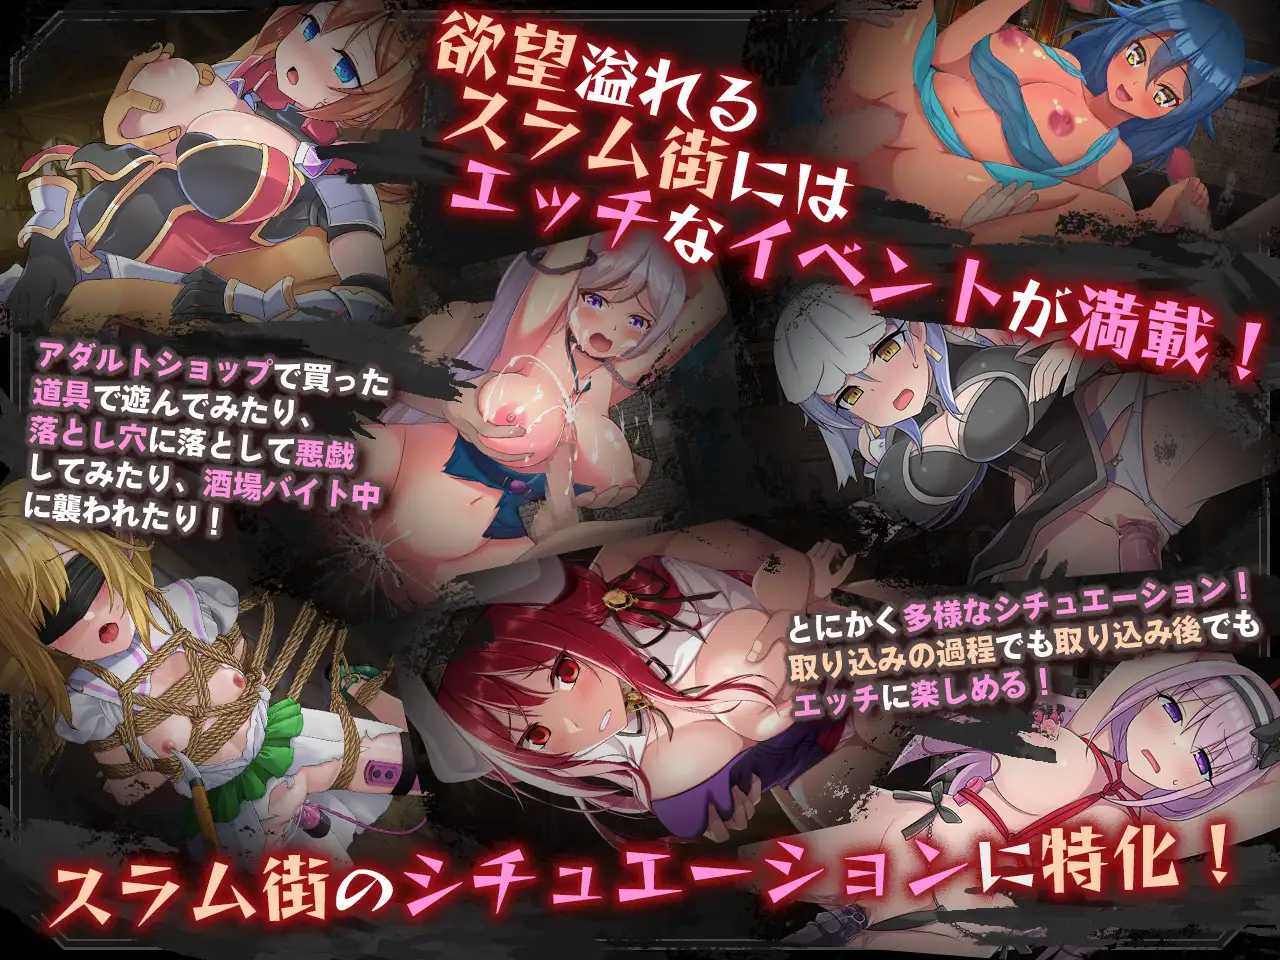 欲望溢れる
スラム街には
エッチなイベントが満載！
アダルトショップで買った
道具で遊んでみたり、
落とし穴に落として悪戯
してみたり、酒場バイト中
に襲われたり！
とにかく多様なシチュエーション！
取り込みの過程でも取り込み後でも
エッチに楽しめる！
スラム街のシチュエーションに特化！